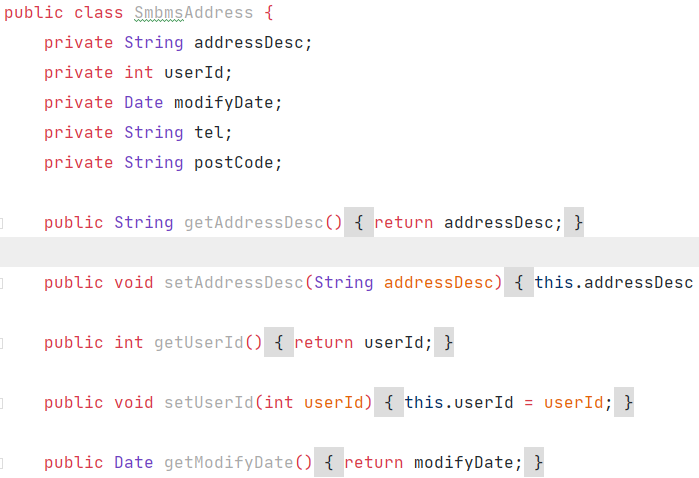 public class SmbmsAddress {
private String addressDesc;
private int userId;
private Date modifyDate;
private String tel;
private String postCode;
public String getAddressDesc() { return addressDesc; }
public void setAddressDesc(String addressDesc) { this.addressDesc
public int getUserId() { return userId; }
public void setUserId(int userId) { this.userId = userId; }
public Date getModifyDate() { return modifyDate; }